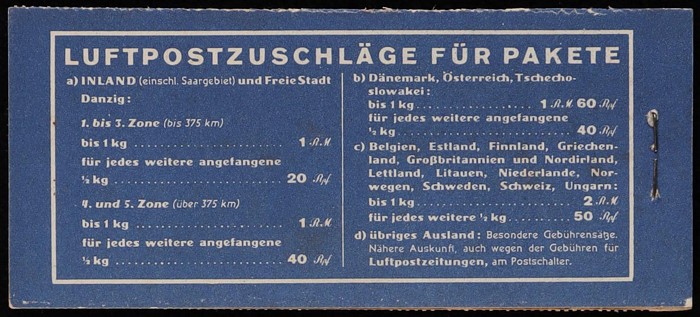 LUFTPOSTZUSCHLÄGE FÜR PAKETE
a) INLAND (einschl. Saargebiet) und Freie Stadt
Danzig:
1. bis 3. Zone (bis 375 km)
bis 1 kg . . . . . . . . . . . . . . . . . . . . 1 R.M.
für jedes weitere angefangene
½ kg . . . . . . . . . . . . . . . . . . . . 20 Rpf
4. und 5. Zone (über 375 km)
bis 1 kg . . . . . . . . . . . . . . . . . . . . 1 R.M.
für jedes weitere angefangene
½ kg . . . . . . . . . . . . . . . . . . . . 40 Rpf
b) Dänemark, Österreich, Tschecho-
slowakei:
bis 1 kg . . . . . . . . . . . . 1 R.M. 60 Rpf
für jedes weitere angefangene
½ kg . . . . . . . . . . . . . . . . . . 40 Rpf
c) Belgien, Estland, Finnland, Griechen-
land, Großbritannien und Nordirland,
Lettland, Litauen, Niederlande, Nor-
wegen, Schweden, Schweiz, Ungarn:
bis 1 kg . . . . . . . . . . . . . . . . . 2 R.M.
für jedes weitere ½ kg . . . . . . 50 Rpf
d) übriges Ausland: Besondere Gebührensätze.
Nähere Auskunft, auch wegen der Gebühren für
Luftpostzeitungen, am Postschalter.